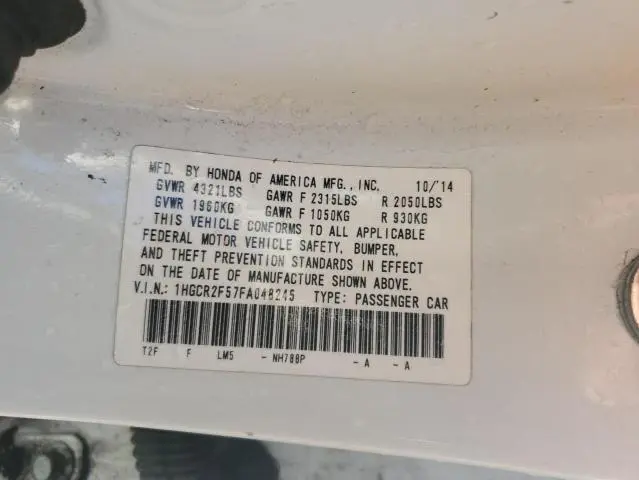 MFD. BY HONDA OF AMERICA MFG., INC. 10/'14
GVWR 4321LBS GAWR F 2315LBS R 2050LBS
GVWR 1960KG GAWR F 1050KG R 930KG
THIS VEHICLE CONFORMS TO ALL APPLICABLE
FEDERAL MOTOR VEHICLE SAFETY, BUMPER,
AND THEFT PREVENTION STANDARDS IN EFFECT
ON THE DATE OF MANUFACTURE SHOWN ABOVE.
V.I.N.: 1HGCR2F57FA048245 TYPE: PASSENGER CAR
T2F F LM5 - NH788P - A - A